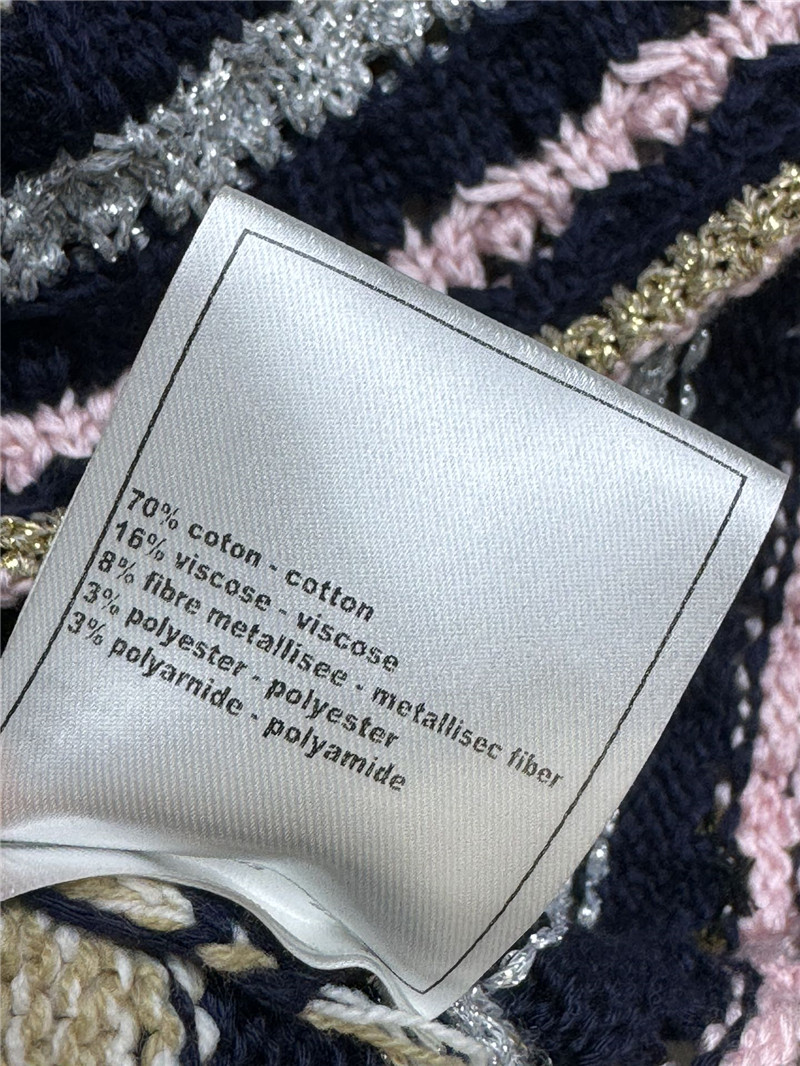 70% coton - cotton
16% viscose - viscose
8% fibre metallisee - metallisec fiber
3% polyester - polyester
3% polyamide - polyamide